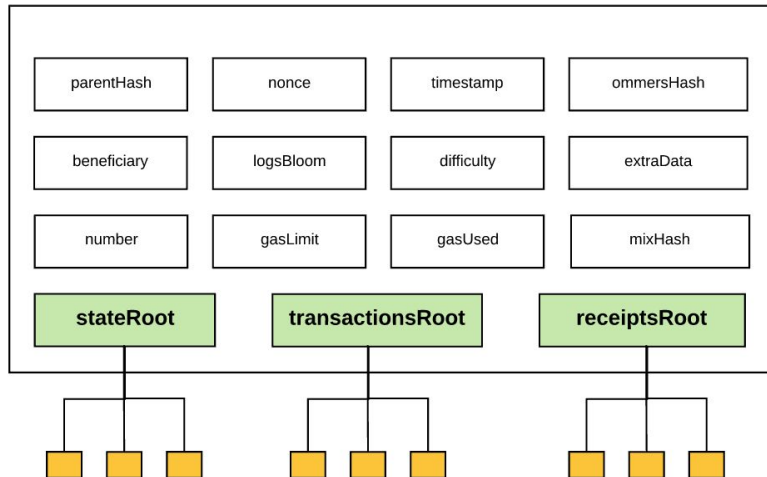 parentHash
nonce
timestamp
ommersHash
beneficiary
logsBloom
difficulty
extraData
number
gasLimit
gasUsed
mixHash
stateRoot
transactionsRoot
receiptsRoot